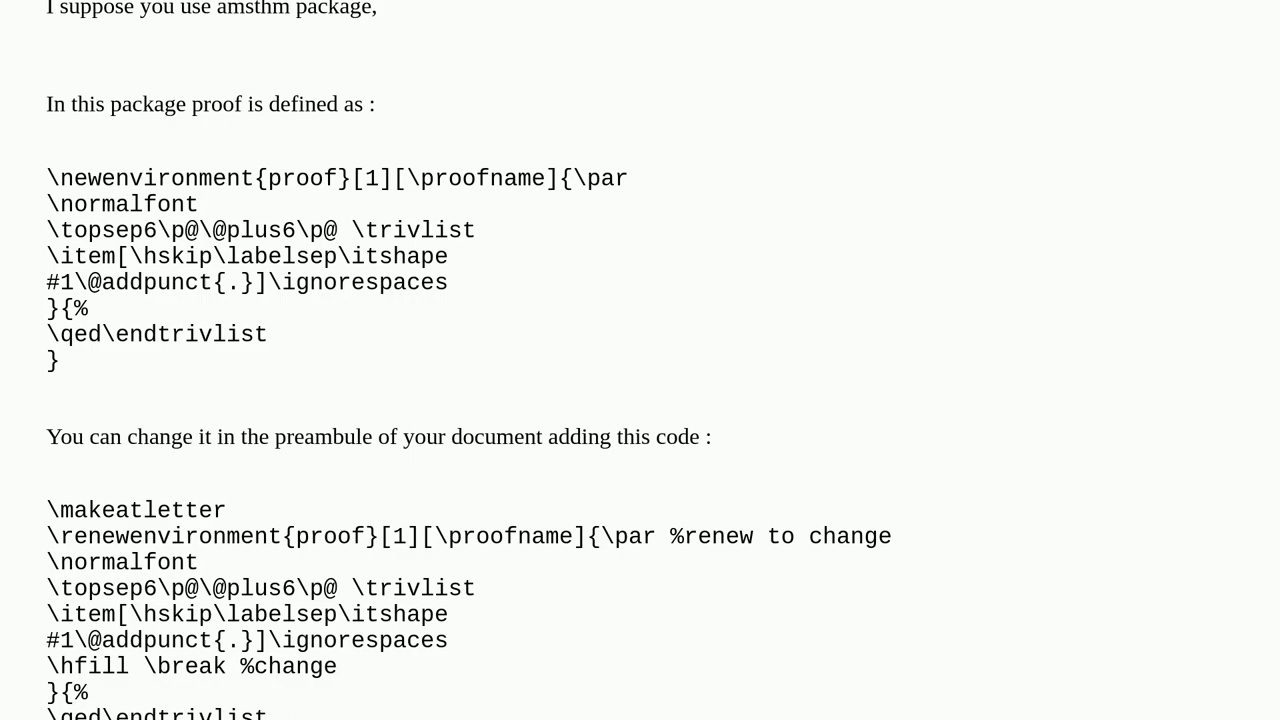 I suppose you use amsthm package,
In this package proof is defined as :
\newenvironment{proof}[1][\proofname]{\par
\normalfont
\topsep6\p@\@plus6\p@ \trivlist
\item[\hskip\labelsep\itshape
#1\@addpunct{.}]\ignorespaces
}{%
\qed\endtrivlist
}
You can change it in the preambule of your document adding this code :
\makeatletter
\renewenvironment{proof}[1][\proofname]{\par %renew to change
\normalfont
\topsep6\p@\@plus6\p@ \trivlist
\item[\hskip\labelsep\itshape
#1\@addpunct{.}]\ignorespaces
\hfill \break %change
}{%
\qed\endtrivlist